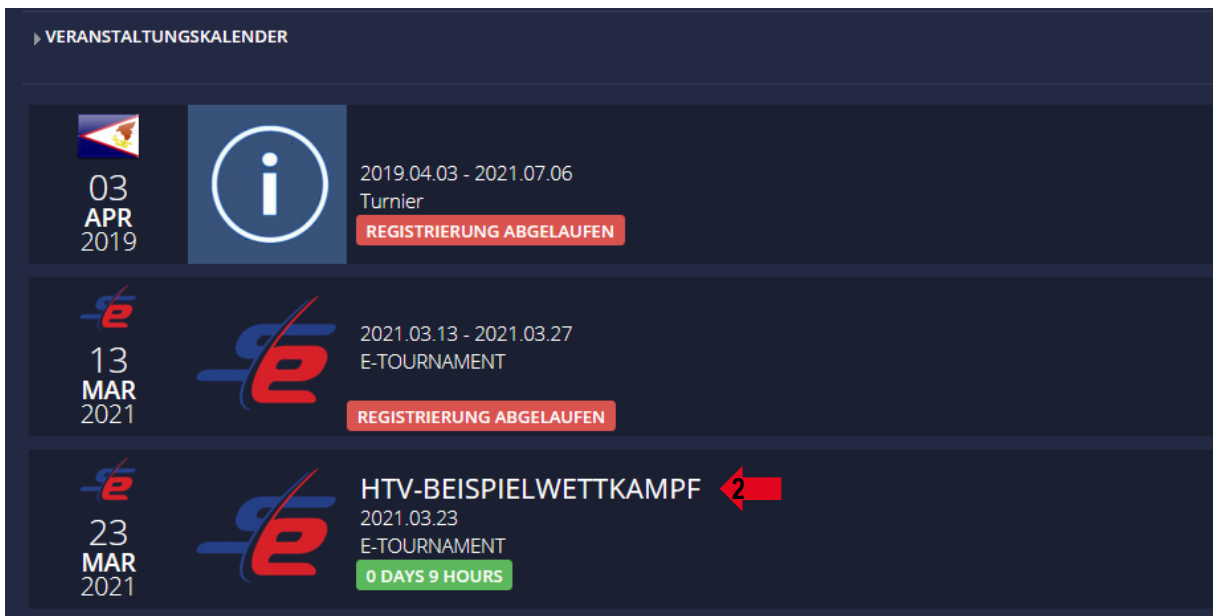 VERANSTALTUNGSKALENDER
03
APR
2019
2019.04.03 - 2021.07.06
Turnier
REGISTRIERUNG ABGELAUFEN
13
MAR
2021
2021.03.13 - 2021.03.27
E-TOURNAMENT
REGISTRIERUNG ABGELAUFEN
23
MAR
2021
HTV-BEISPIELWETTKAMPF 2
2021.03.23
E-TOURNAMENT
0 DAYS 9 HOURS